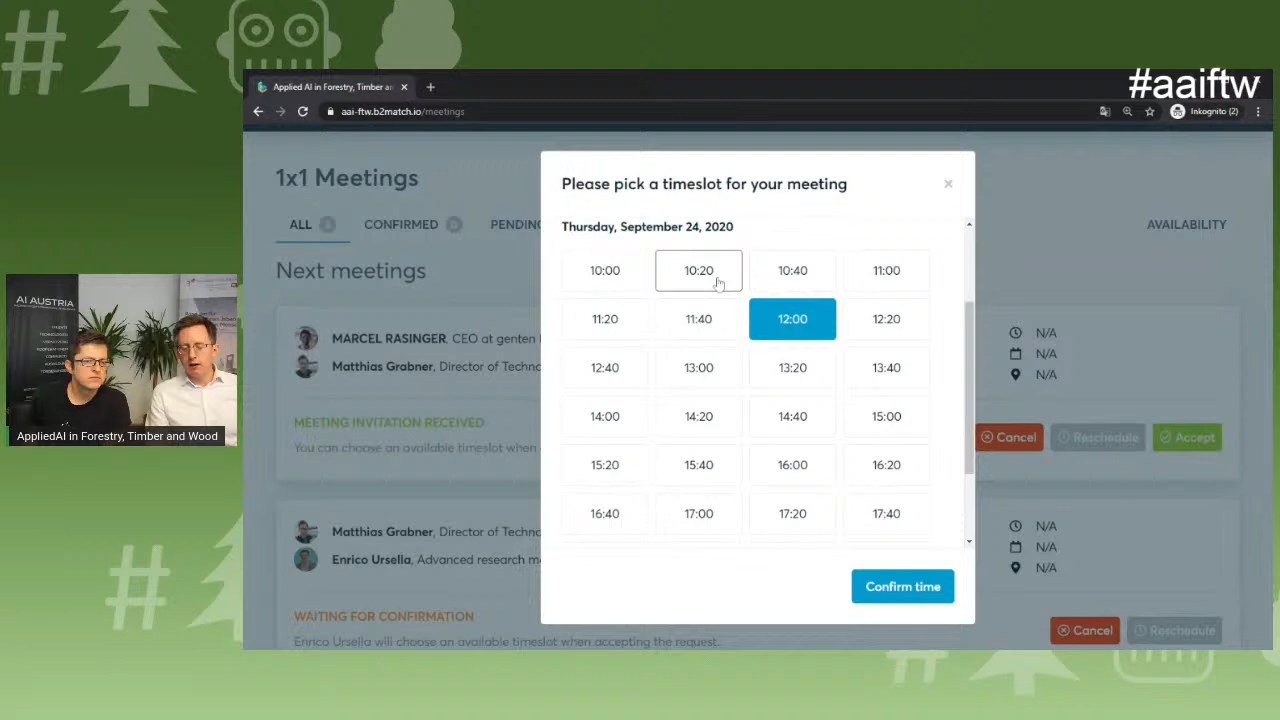 #aaiftw
Applied AI in Forestry, Timber an
aai-ftw.b2match.io/meetings
Inkognito (2)
1x1 Meetings
ALL
CONFIRMED 0
PENDING
AVAILABILITY
Next meetings
MARCEL RASINGER, CEO at genten
Matthias Grabner, Director of Techno
MEETING INVITATION RECEIVED
You can choose an available timeslot when
N/A
N/A
N/A
Cancel
Reschedule
Accept
Matthias Grabner, Director of Techno
Enrico Ursella, Advanced research m
WAITING FOR CONFIRMATION
Enrico Ursella will choose an available timeslot when accepting the request.
N/A
N/A
N/A
Cancel
Reschedule
Please pick a timeslot for your meeting
Thursday, September 24, 2020
10:00 10:20 10:40 11:00
11:20 11:40 12:00 12:20
12:40 13:00 13:20 13:40
14:00 14:20 14:40 15:00
15:20 15:40 16:00 16:20
16:40 17:00 17:20 17:40
Confirm time
AI AUSTRIA
AppliedAI in Forestry, Timber and Wood